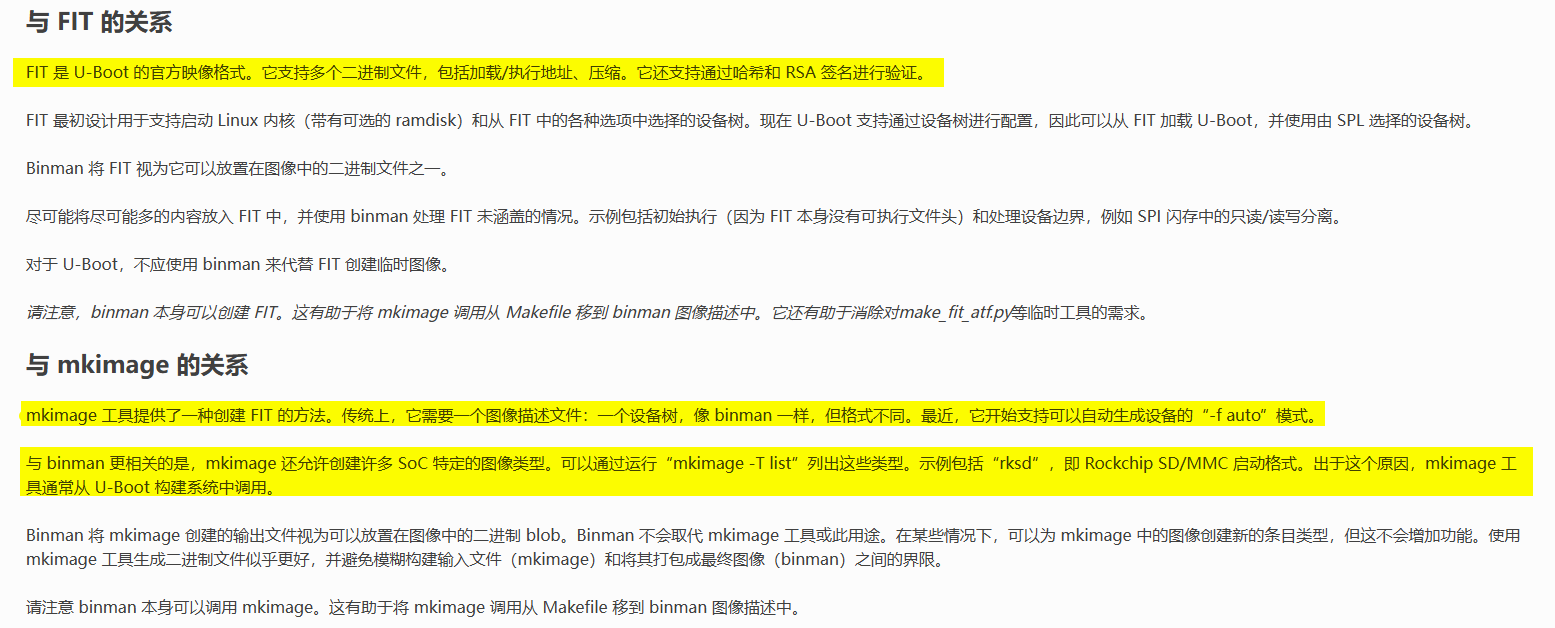 与 FIT 的关系
FIT 是 U-Boot 的官方映像格式。它支持多个二进制文件，包括加载/执行地址、压缩。它还支持通过哈希和 RSA 签名进行验证。
FIT 最初设计用于支持启动 Linux 内核（带有可选的 ramdisk）和从 FIT 中的各种选项中选择的设备树。现在 U-Boot 支持通过设备树进行配置，因此可以从 FIT 加载 U-Boot，并使用由 SPL 选择的设备树。
Binman 将 FIT 视为它可以放置在图像中的二进制文件之一。
尽可能将尽可能多的内容放入 FIT 中，并使用 binman 处理 FIT 未涵盖的情况。示例包括初始执行（因为 FIT 本身没有可执行文件头）和处理设备边界，例如 SPI 闪存中的只读/读写分离。
对于 U-Boot，不应使用 binman 来代替 FIT 创建临时图像。
请注意，binman 本身可以创建 FIT。这有助于将 mkimage 调用从 Makefile 移到 binman 图像描述中。它还有助于消除对make_fit_atf.py等临时工具的需求。
与 mkimage 的关系
mkimage 工具提供了一种创建 FIT 的方法。传统上，它需要一个图像描述文件：一个设备树，像 binman 一样，但格式不同。最近，它开始支持可以自动生成设备的“-f auto”模式。
与 binman 更相关的是，mkimage 还允许创建许多 SoC 特定的图像类型。可以通过运行“mkimage -T list”列出这些类型。示例包括“rksd”，即 Rockchip SD/MMC 启动格式。出于这个原因，mkimage 工
具通常从 U-Boot 构建系统中调用。
Binman 将 mkimage 创建的输出文件视为可以放置在图像中的二进制 blob。Binman 不会取代 mkimage 工具或此用途。在某些情况下，可以为 mkimage 中的图像创建新的条目类型，但这不会增加功能。使用
mkimage 工具生成二进制文件似乎更好，并避免模糊构建输入文件（mkimage）和将其打包成最终图像（binman）之间的界限。
请注意 binman 本身可以调用 mkimage。这有助于将 mkimage 调用从 Makefile 移到 binman 图像描述中。